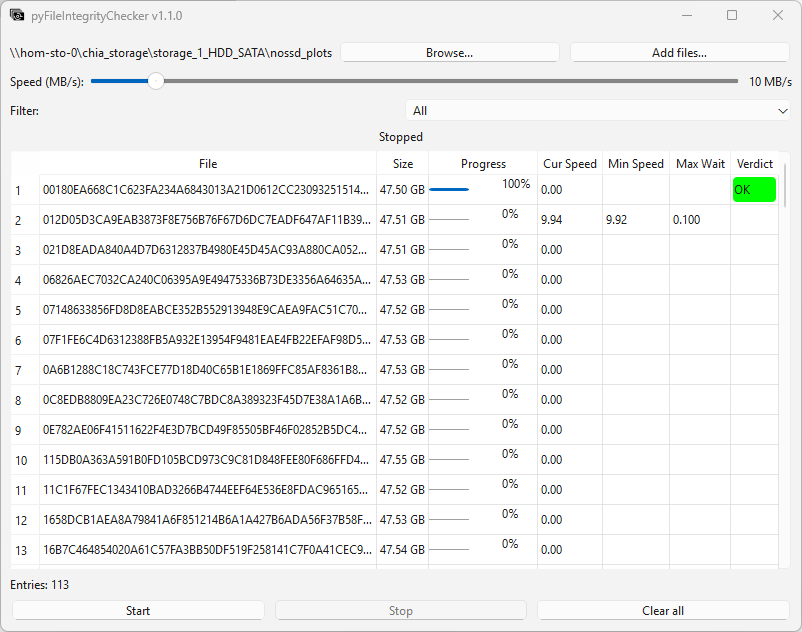 pyFileIntegrityChecker v1.1.0
\\hom-sto-0\chia_storage\storage_1_HDD_SATA\nossd_plots Browse... Add files...
Speed (MB/s): 10 MB/s
Filter: All
Stopped
File Size Progress Cur Speed Min Speed Max Wait Verdict
1 00180EA668C1C623FA234A6843013A21D0612CC23093251514... 47.50 GB 100% 0.00 OK
2 012D05D3CA9EAB3873F8E756B76F67D6DC7EADF647AF11B39... 47.51 GB 0% 9.94 9.92 0.100
3 021D8EADA840A4D7D6312837B4980E45D45AC93A880CA052... 47.51 GB 0% 0.00
4 06826AEC7032CA240C06395A9E49475336B73DE3356A64635A... 47.53 GB 0% 0.00
5 07148633856FD8D8EABCE352B552913948E9CAEA9FAC51C70... 47.52 GB 0% 0.00
6 07F1FE6C4D6312388FB5A932E13954F9481EAE4FB22EFAF98D5... 47.53 GB 0% 0.00
7 0A6B1288C18C743FCE77D18D40C65B1E1869FFC85AF8361B8... 47.53 GB 0% 0.00
8 0C8EDB8809EA23C726E0748C7BDC8A389323F45D7E38A1A6B... 47.52 GB 0% 0.00
9 0E782AE06F41511622F4E3D7BCD49F85505BF46F02852B5DC4... 47.52 GB 0% 0.00
10 115DB0A363A591B0FD105BCD973C9C81D848FEE80F686FFD4... 47.55 GB 0% 0.00
11 11C1F67FEC1343410BAD3266B4744EEF64E536E8FDAC965165... 47.52 GB 0% 0.00
12 1658DCB1AEA8A79841A6F851214B6A1A427B6ADA56F37B58F... 47.53 GB 0% 0.00
13 16B7C464854020A61C57FA3BB50DF519F258141C7F0A41CEC9... 47.54 GB 0% 0.00
Entries: 113
Start Stop Clear all